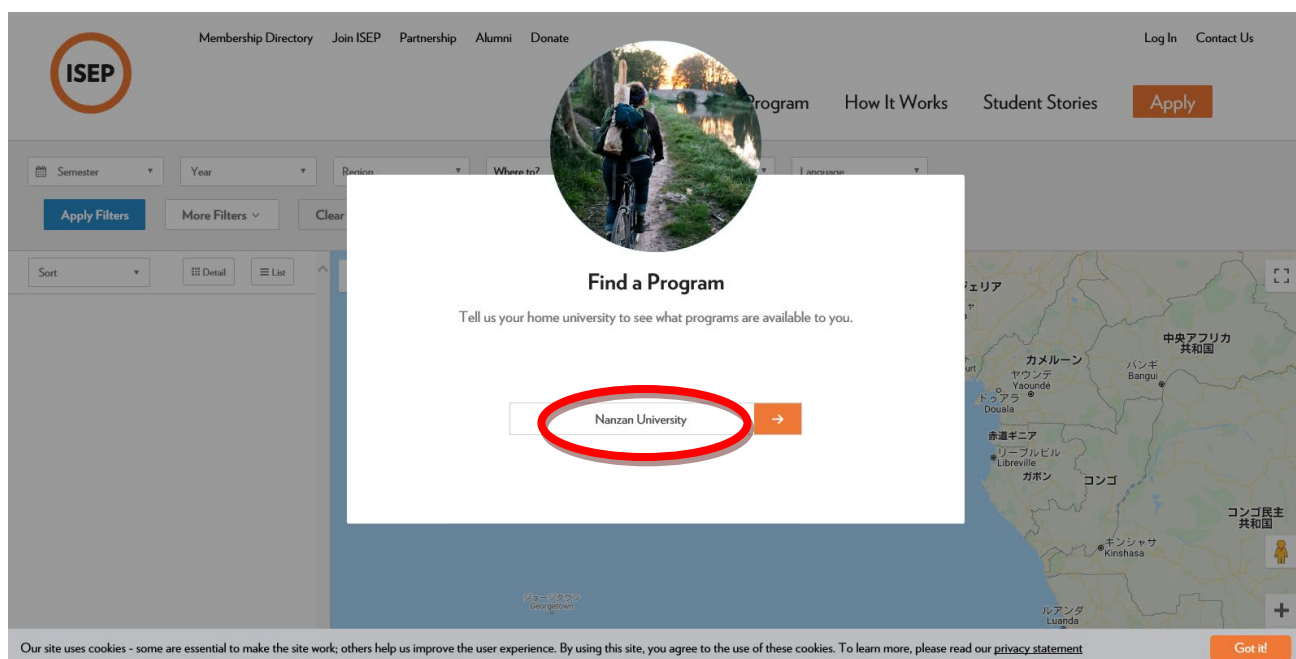 Membership Directory Join ISEP Partnership Alumni Donate
Log In Contact Us
ISEP
Program How It Works Student Stories Apply
Semester Year Region Where to? Language
Apply Filters More Filters Clear
Sort Detail List
Find a Program
Tell us your home university to see what programs are available to you.
Nanzan University
ジェリア
中央アフリカ
共和国
カメルーン
ヤウンデ
Yaoundé
バンギ
Bangui
ドゥアラ
Douala
赤道ギニア
リーブルビル
Libreville
ガボン
コンゴ
コンゴ民主
共和国
キンシャサ
Kinshasa
ジョージタウン
Georgetown
ルアンダ
Luanda
Our site uses cookies - some are essential to make the site work; others help us improve the user experience. By using this site, you agree to the use of these cookies. To learn more, please read our privacy statement
Got it!